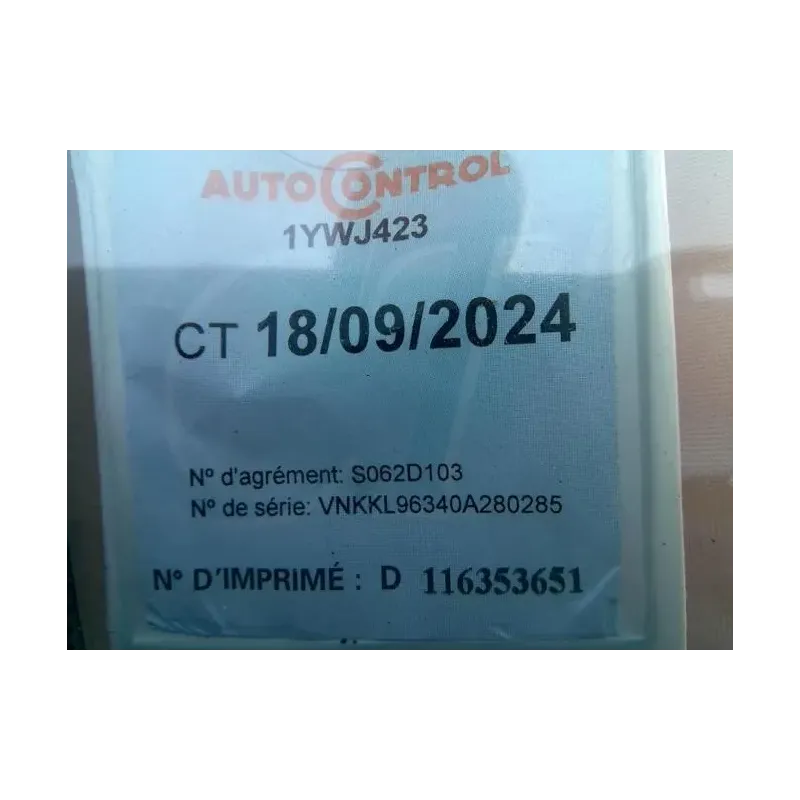 AUTOCONTROL
1YWJ423
CT 18/09/2024
N° d'agrément: S062D103
N° de série: VNKKL96340A280285
N° D'IMPRIMÉ : D 116353651